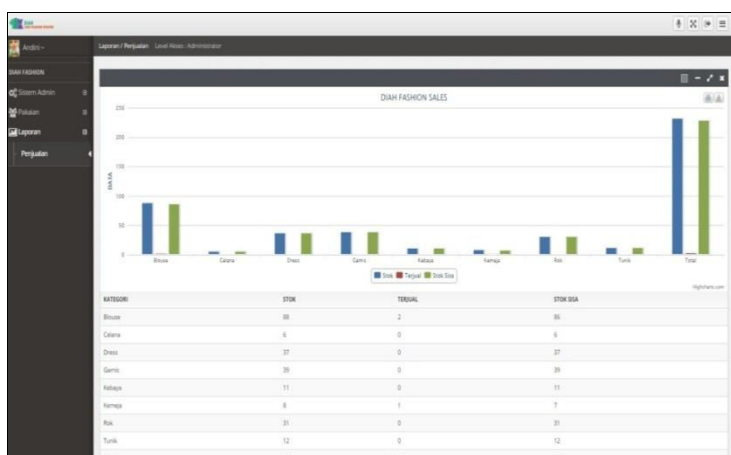 DIAH
Andini
Laporan / Penjualan Level Akses : Administrator
DIAH FASHION
Sistem Admin
Pakaian
Laporan
Penjualan
DIAH FASHION SALES
250
200
150
100
50
0
DATA
Blouse Celana Dress Gamis Kebaya Kemeja Rok Tunik Total
Stok Terjual Stok Sisa
Highcharts.com
KATEGORI STOK TERJUAL STOK SISA
Blouse 88 2 86
Celana 6 0 6
Dress 37 0 37
Gamis 39 0 39
Kebaya 11 0 11
Kemeja 8 1 7
Rok 31 0 31
Tunik 12 0 12